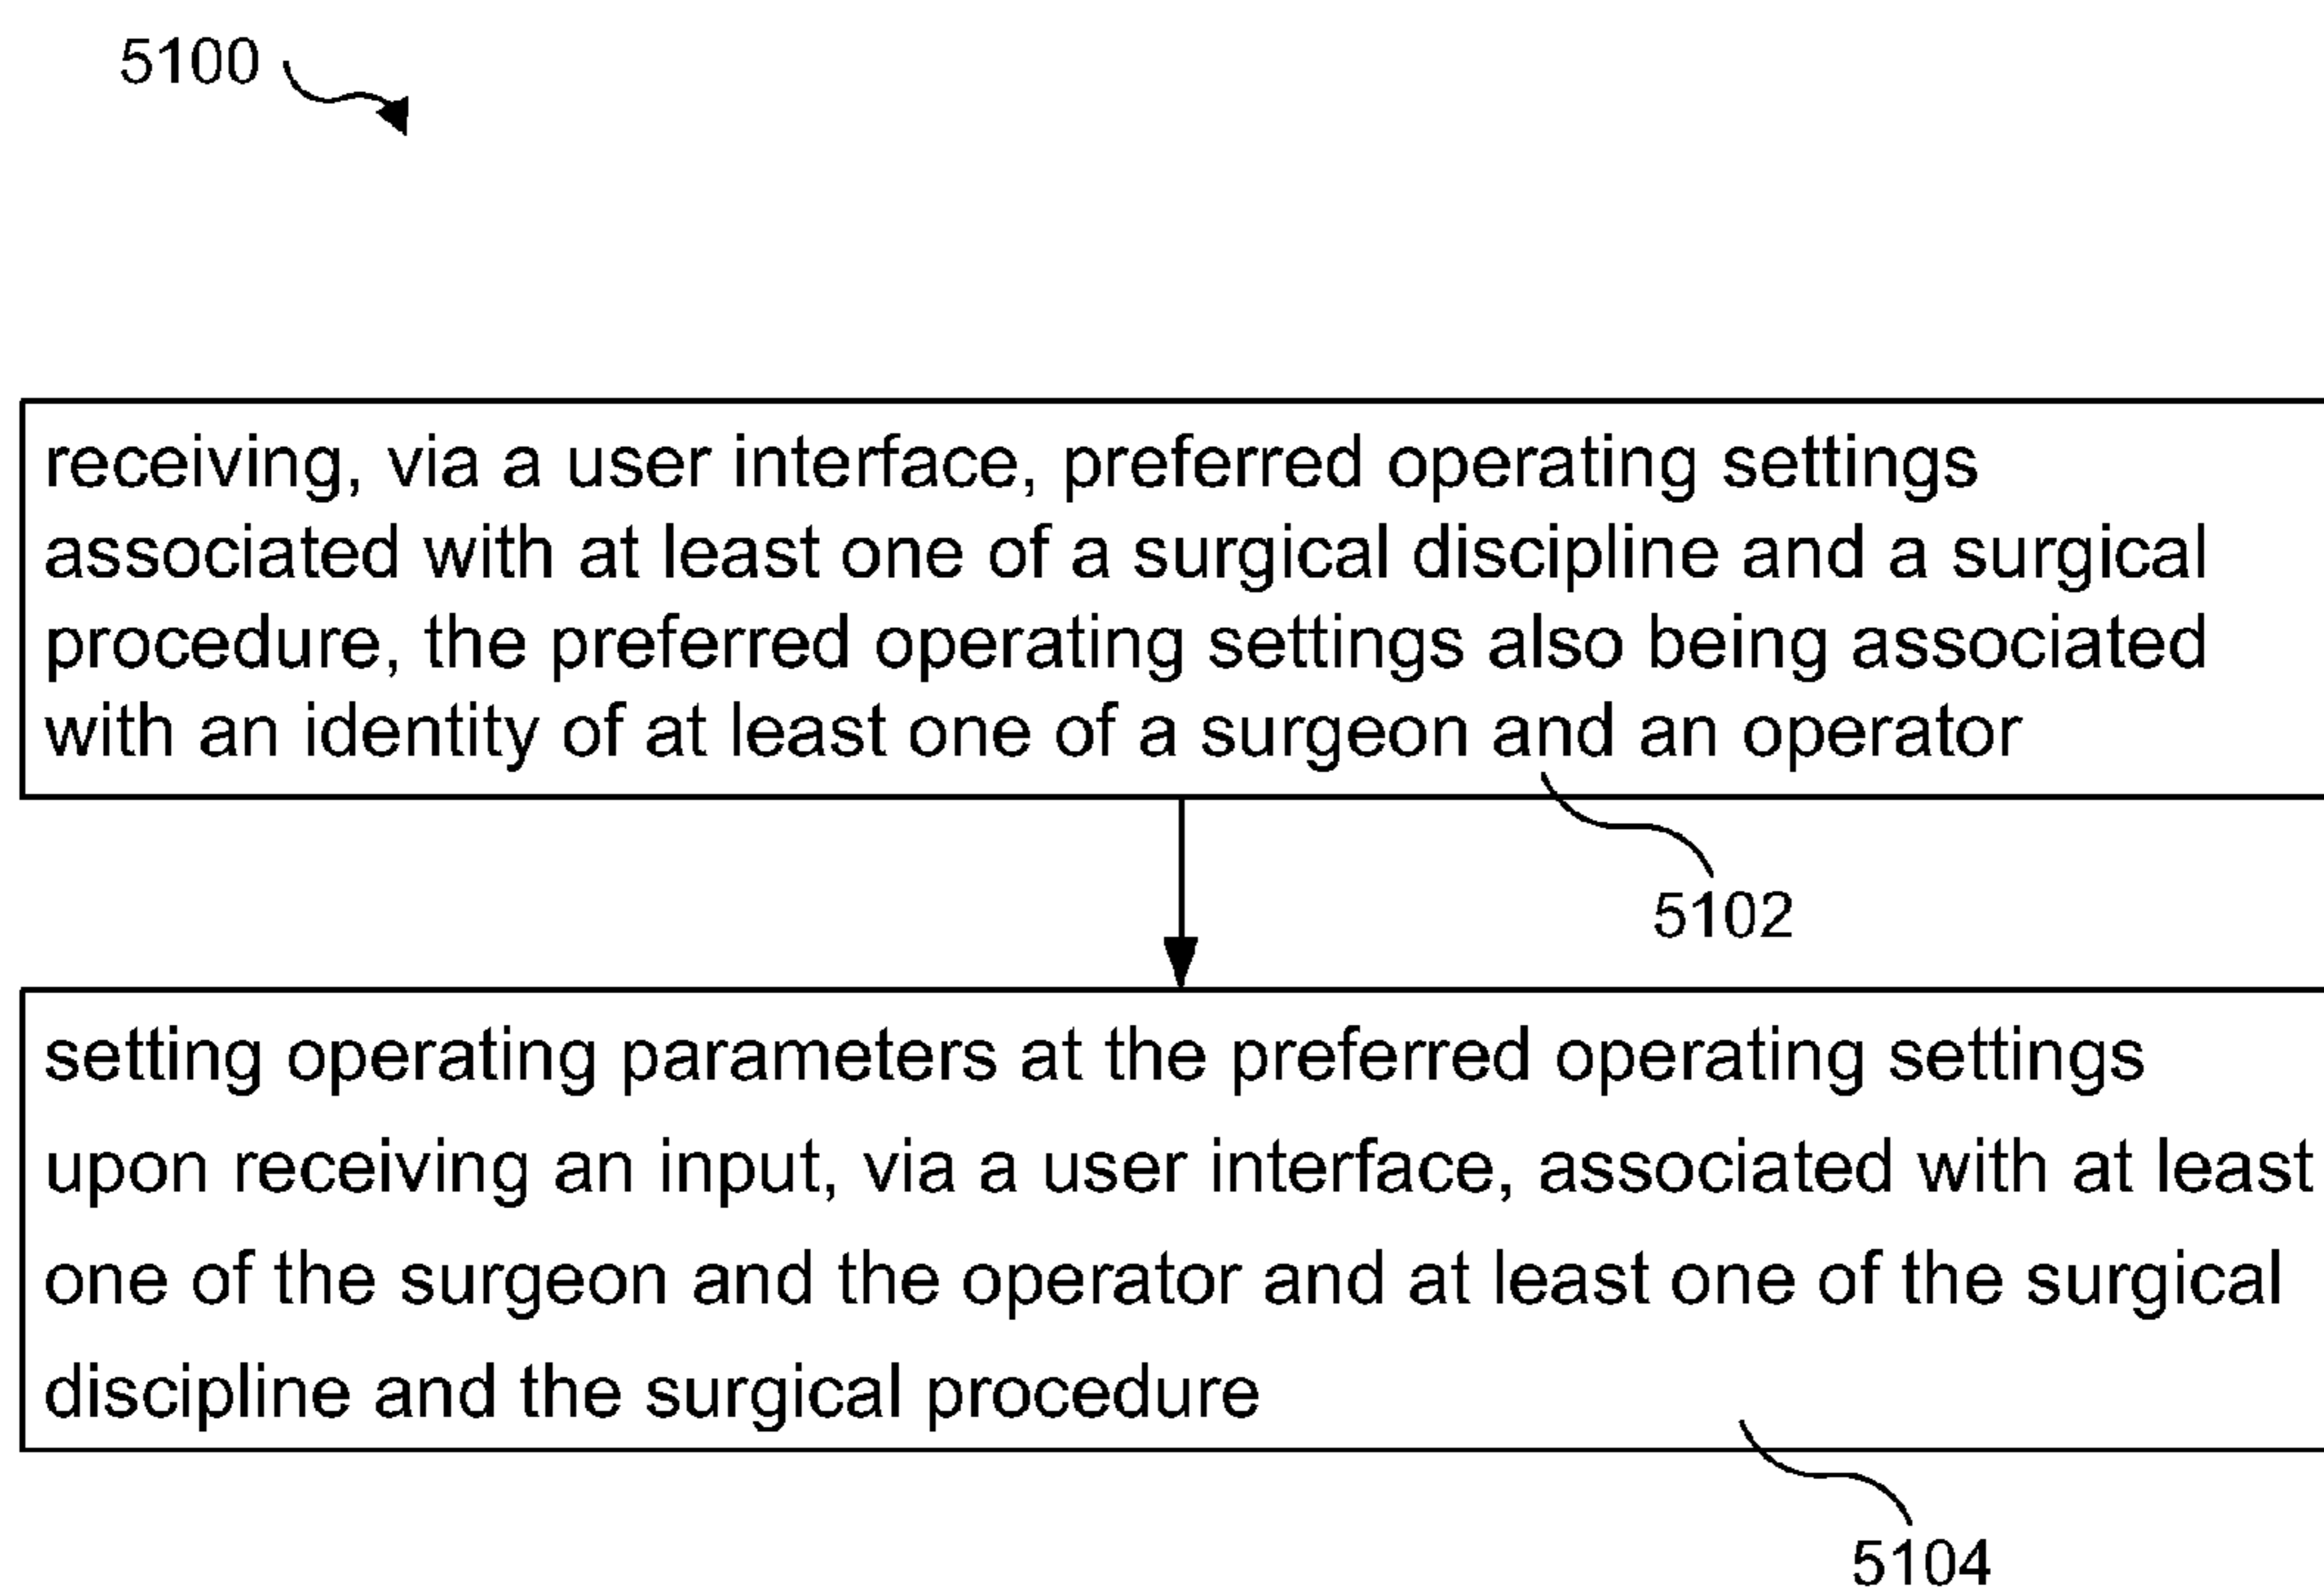 5100
receiving, via a user interface, preferred operating settings
associated with at least one of a surgical discipline and a surgical
procedure, the preferred operating settings also being associated
with an identity of at least one of a surgeon and an operator
5102
setting operating parameters at the preferred operating settings
upon receiving an input, via a user interface, associated with at least
one of the surgeon and the operator and at least one of the surgical
discipline and the surgical procedure
5104